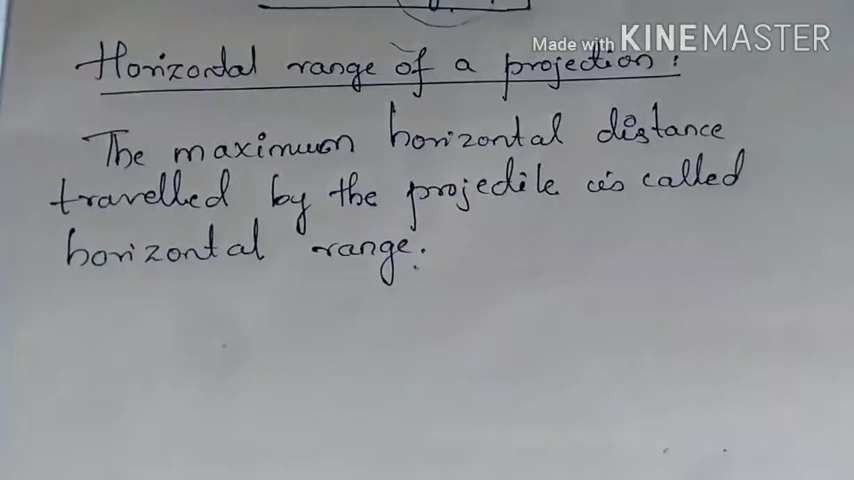 Made with KINEMASTER
Horizontal range of a projection :
The maximum horizontal distance
travelled by the projectile is called
horizontal range.